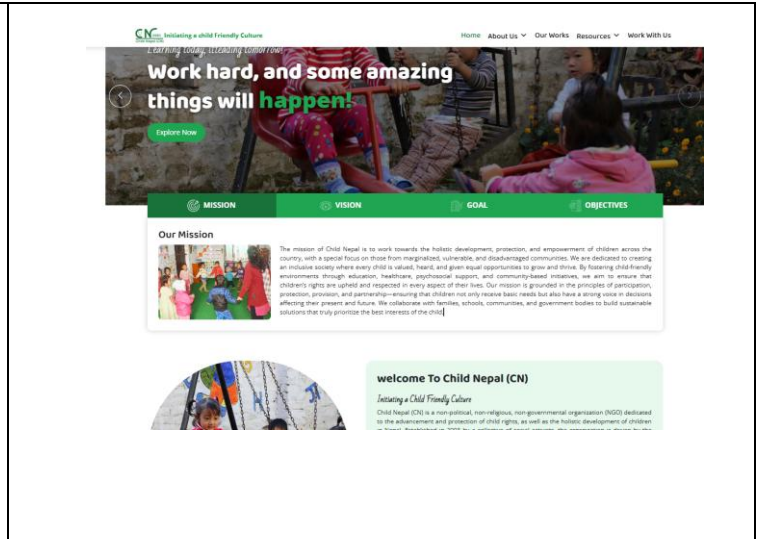 CN Initiating a child Friendly Culture
Home About Us Our Works Resources Work With Us
Learning today, leading tomorrow
Work hard, and some amazing
things will happen!
Explore Now
MISSION VISION GOAL OBJECTIVES
Our Mission
The mission of Child Nepal is to work towards the holistic development, protection, and empowerment of children across the
country, with a special focus on those from marginalized, vulnerable, and disadvantaged communities. We are dedicated to creating
an inclusive society where every child is valued, heard, and given equal opportunities to grow and thrive. By fostering child-friendly
environments through education, healthcare, psychosocial support, and community-based initiatives, we aim to ensure that
children's rights are upheld and respected in every aspect of their lives. Our mission is grounded in the principles of participation,
protection, provision, and partnership—ensuring that children not only receive basic needs but also have a strong voice in decisions
affecting their present and future. We collaborate with families, schools, communities, and government bodies to build sustainable
solutions that truly prioritize the best interests of the child.
welcome To Child Nepal (CN)
Initiating a Child Friendly Culture
Child Nepal (CN) is a non-political, non-religious, non-governmental organization (NGO) dedicated
to the advancement and protection of child rights, as well as the holistic development of children